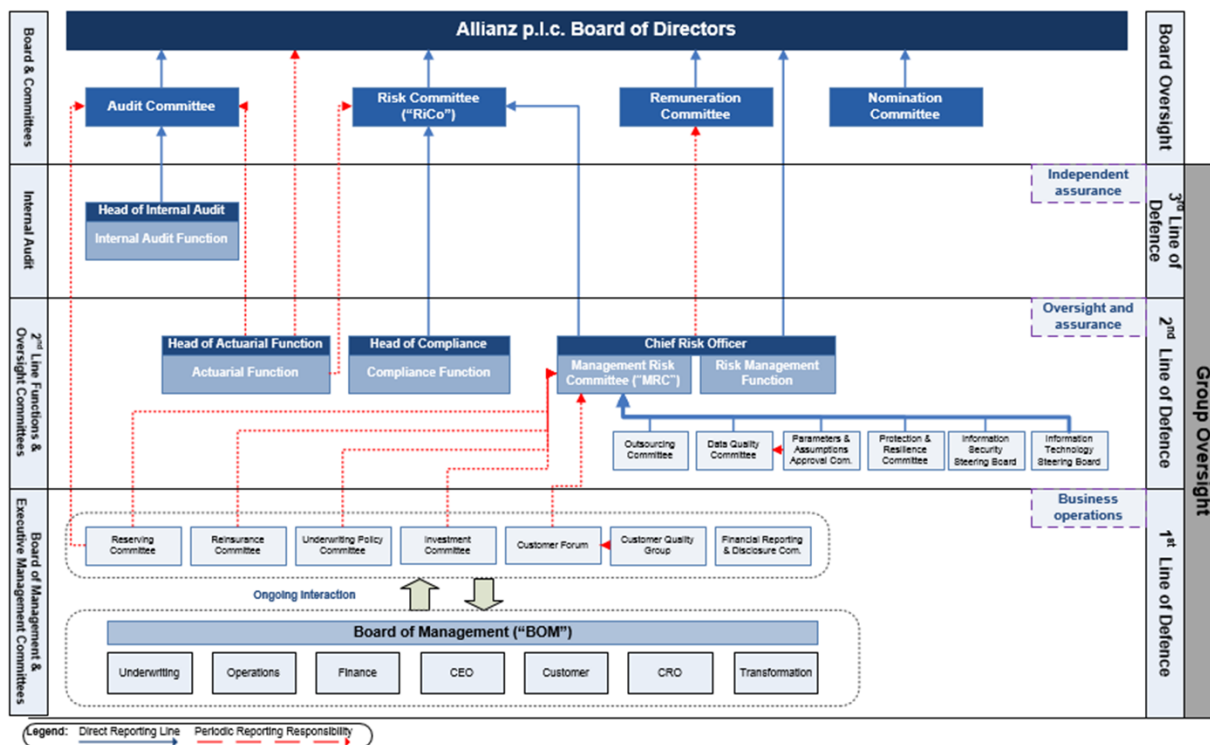 Allianz p.l.c. Board of Directors
Board & Committees
Board Oversight
Audit Committee
Risk Committee
("RiCo")
Remuneration
Committee
Nomination
Committee
Independent
assurance
Internal Audit
3rd Line of
Defence
Head of Internal Audit
Internal Audit Function
Oversight and
assurance
2nd Line Functions &
Oversight Committees
2nd Line of Defence
Group Oversight
Head of Actuarial Function
Actuarial Function
Head of Compliance
Compliance Function
Chief Risk Officer
Management Risk
Committee ("MRC")
Risk Management
Function
Outsourcing
Committee
Data Quality
Committee
Parameters &
Assumptions
Approval Com.
Protection &
Resilience
Committee
Information
Security
Steering Board
Information
Technology
Steering Board
Business
operations
Board of Management &
Executive Management Committees
1st Line of Defence
Reserving
Committee
Reinsurance
Committee
Underwriting Policy
Committee
Investment
Committee
Customer Forum
Customer Quality
Group
Financial Reporting
& Disclosure Com.
Ongoing Interaction
Board of Management ("BOM")
Underwriting
Operations
Finance
CEO
Customer
CRO
Transformation
Legend: Direct Reporting Line Periodic Reporting Responsibility